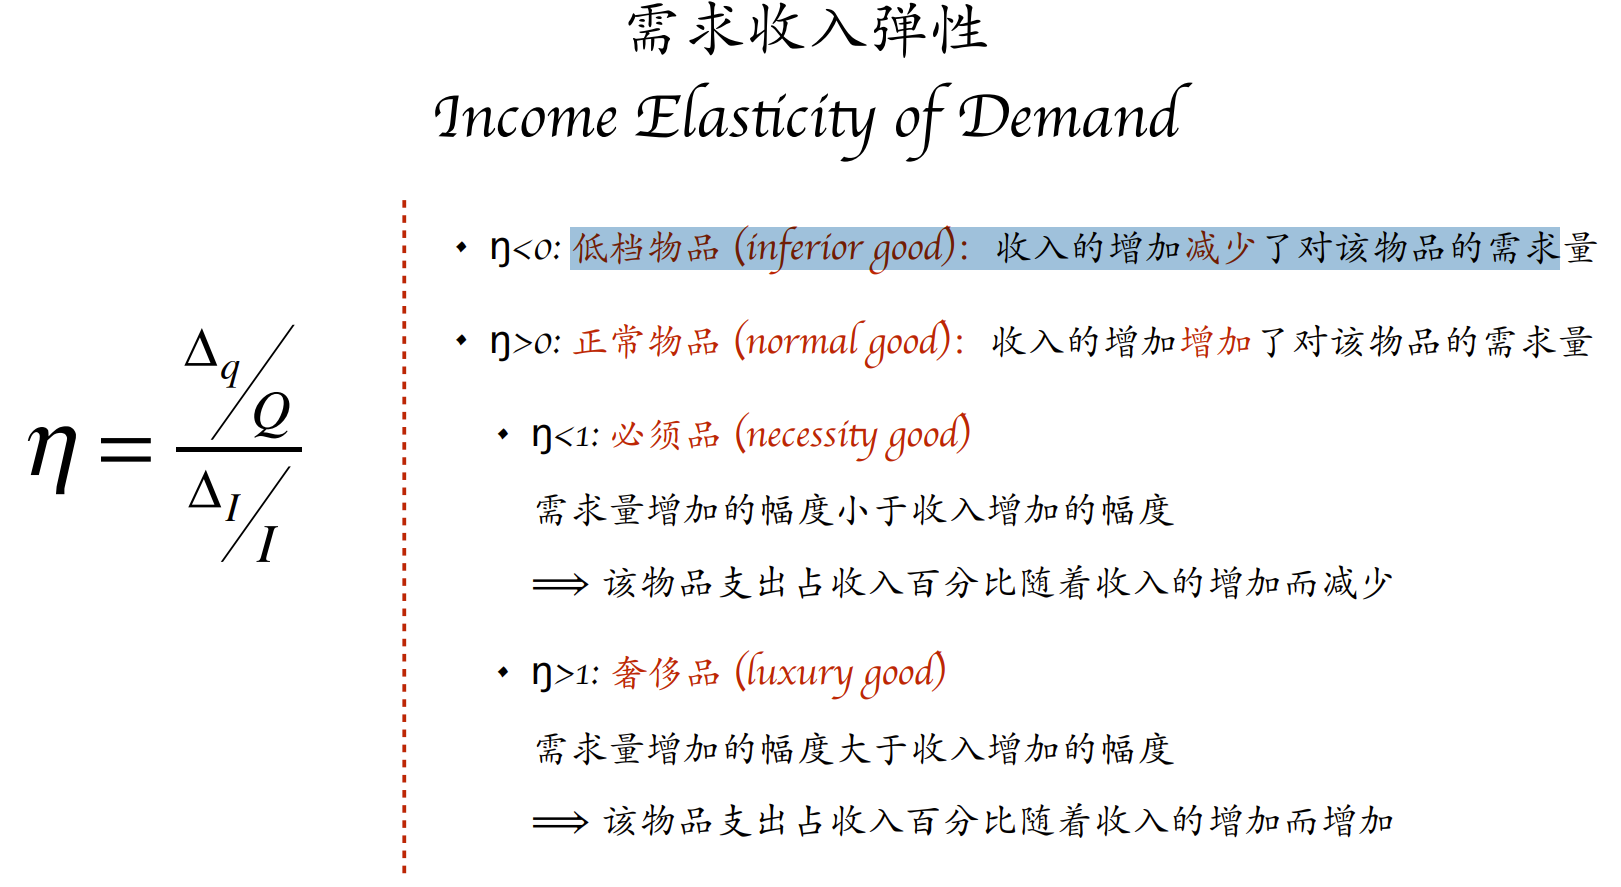 需求收入弹性
Income Elasticity of Demand
η = Δq/Q / ΔI/I
• ŋ<0: 低档物品 (inferior good): 收入的增加减少了对该物品的需求量
• ŋ>0: 正常物品 (normal good): 收入的增加增加了对该物品的需求量
• ŋ<1: 必须品 (necessity good)
需求量增加的幅度小于收入增加的幅度
⟹ 该物品支出占收入百分比随着收入的增加而减少
• ŋ>1: 奢侈品 (luxury good)
需求量增加的幅度大于收入增加的幅度
⟹ 该物品支出占收入百分比随着收入的增加而增加